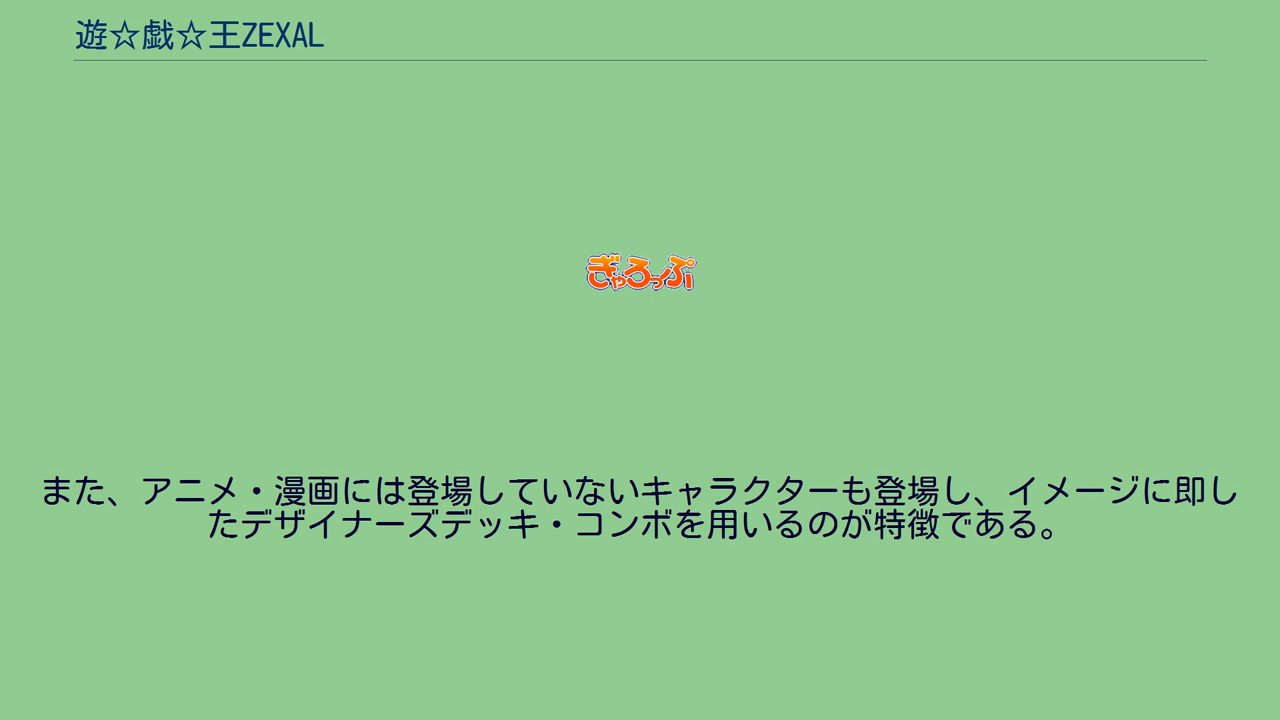 遊☆戯☆王ZEXAL
ぎゃろっぷ
また、アニメ・漫画には登場していないキャラクターも登場し、イメージに即し
たデザイナーズデッキ・コンボを用いるのが特徴である。